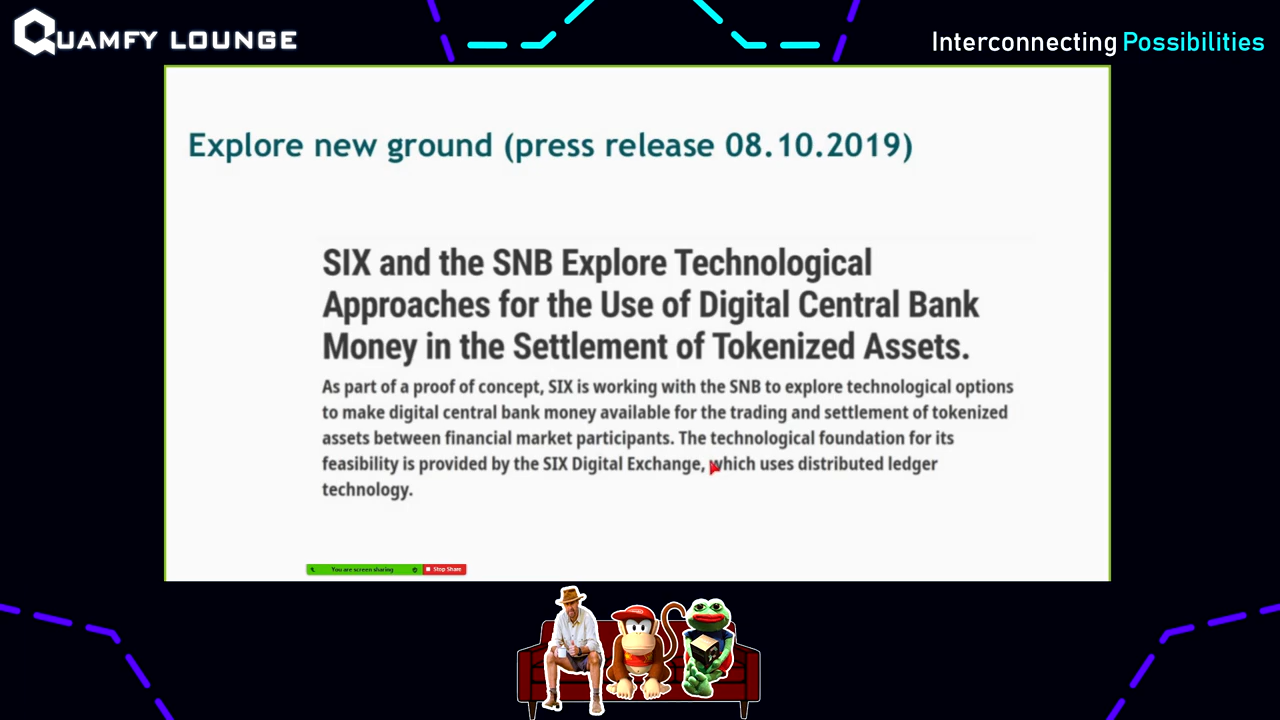 QUAMFY LOUNGE
Interconnecting Possibilities
Explore new ground (press release 08.10.2019)
SIX and the SNB Explore Technological
Approaches for the Use of Digital Central Bank
Money in the Settlement of Tokenized Assets.
As part of a proof of concept, SIX is working with the SNB to explore technological options
to make digital central bank money available for the trading and settlement of tokenized
assets between financial market participants. The technological foundation for its
feasibility is provided by the SIX Digital Exchange, which uses distributed ledger
technology.
You are screen sharing Stop Share